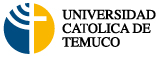 UNIVERSIDAD
CATOLICA DE
TEMUCO